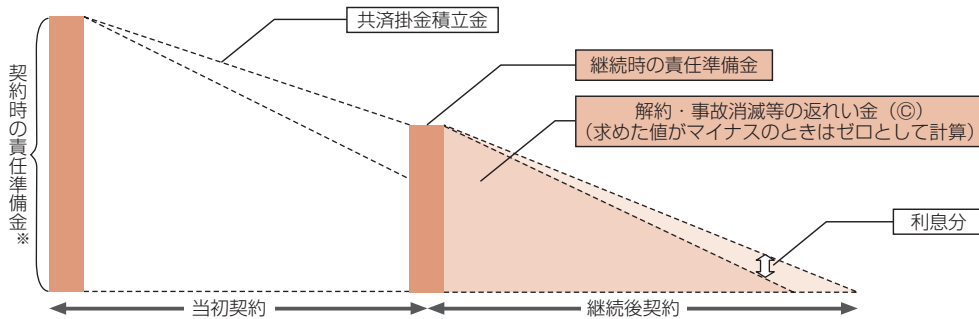 共済掛金積立金
継続時の責任準備金
解約・事故消滅等の返れい金（Ⓒ）
（求めた値がマイナスのときはゼロとして計算）
契約時の責任準備金※
利息分
当初契約
継続後契約